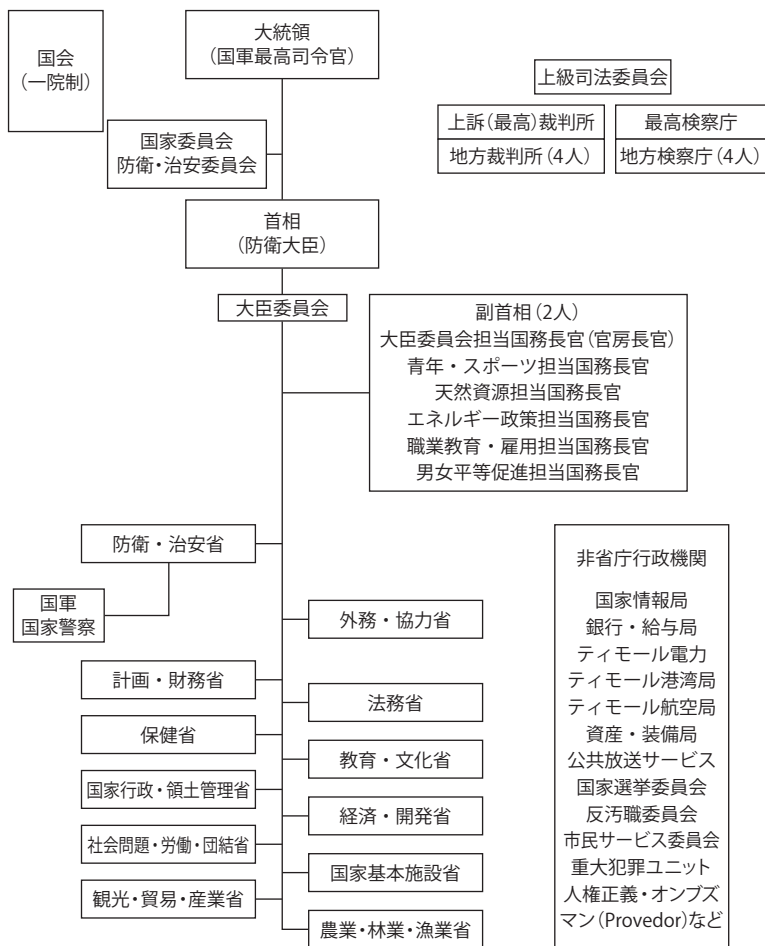 国会
(一院制)
大統領
(国軍最高司令官)
上級司法委員会
上訴(最高)裁判所
最高検察庁
地方裁判所(4人)
地方検察庁(4人)
国家委員会
防衛・治安委員会
首相
(防衛大臣)
大臣委員会
副首相(2人)
大臣委員会担当国務長官(官房長官)
青年・スポーツ担当国務長官
天然資源担当国務長官
エネルギー政策担当国務長官
職業教育・雇用担当国務長官
男女平等促進担当国務長官
防衛・治安省
国軍
国家警察
外務・協力省
計画・財務省
法務省
保健省
教育・文化省
国家行政・領土管理省
経済・開発省
社会問題・労働・団結省
国家基本施設省
観光・貿易・産業省
農業・林業・漁業省
非省庁行政機関
国家情報局
銀行・給与局
ティモール電力
ティモール港湾局
ティモール航空局
資産・装備局
公共放送サービス
国家選挙委員会
反汚職委員会
市民サービス委員会
重大犯罪ユニット
人権正義・オンブズ
マン(Provedor)など